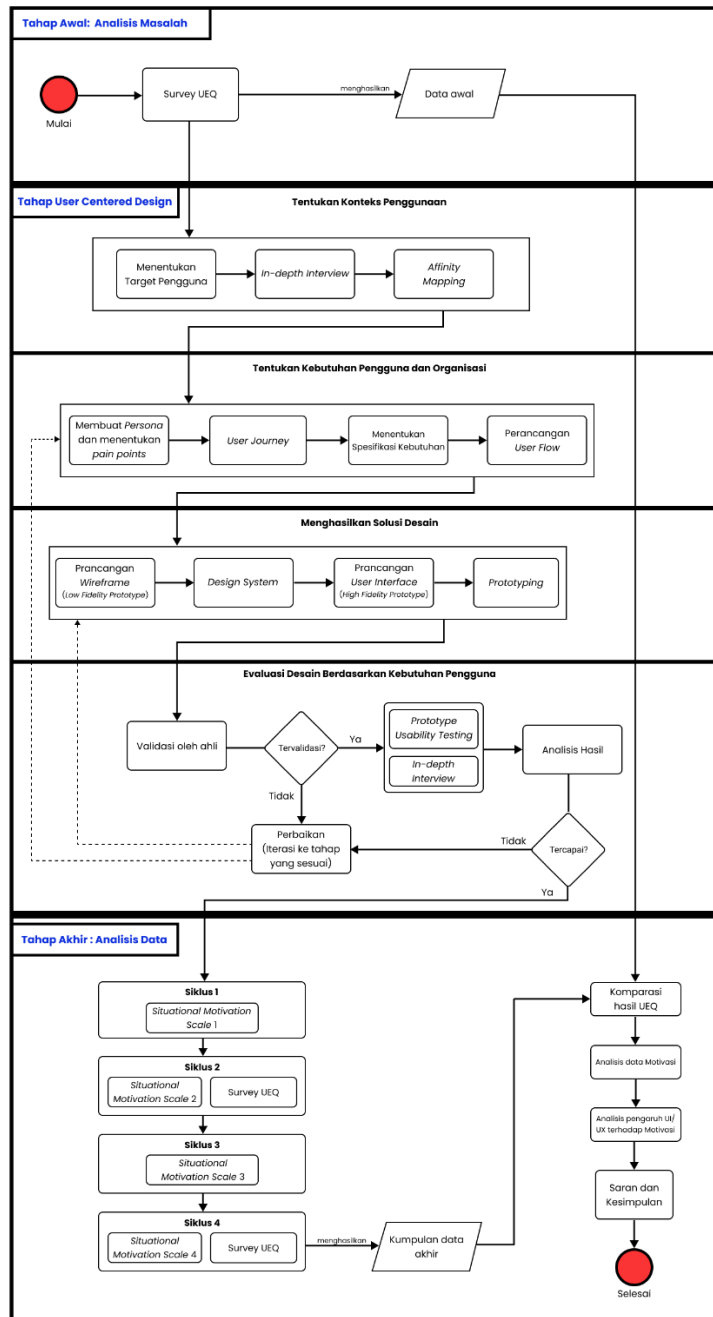 Tahap Awal: Analisis Masalah
Mulai
Survey UEQ
menghasilkan
Data awal
Tahap User Centered Design
Tentukan Konteks Penggunaan
Menentukan
Target Pengguna
In-depth Interview
Affinity
Mapping
Tentukan Kebutuhan Pengguna dan Organisasi
Membuat Persona
dan menentukan
pain points
User Journey
Menentukan
Spesifikasi Kebutuhan
Perancangan
User Flow
Menghasilkan Solusi Desain
Prancangan
Wireframe
(Low Fidelity Prototype)
Design System
Prancangan
User Interface
(High Fidelity Prototype)
Prototyping
Evaluasi Desain Berdasarkan Kebutuhan Pengguna
Validasi oleh ahli
Tervalidasi?
Ya
Prototype
Usability Testing
In-depth
Interview
Analisis Hasil
Tidak
Perbaikan
(Iterasi ke tahap
yang sesuai)
Tidak
Tercapai?
Ya
Tahap Akhir : Analisis Data
Siklus 1
Situational Motivation
Scale 1
Siklus 2
Situational
Motivation Scale 2
Survey UEQ
Siklus 3
Situational
Motivation Scale 3
Siklus 4
Situational
Motivation Scale 4
Survey UEQ
menghasilkan
Kumpulan data
akhir
Komparasi
hasil UEQ
Analisis data Motivasi
Analisis pengaruh UI/
UX terhadap Motivasi
Saran dan
Kesimpulan
Selesai